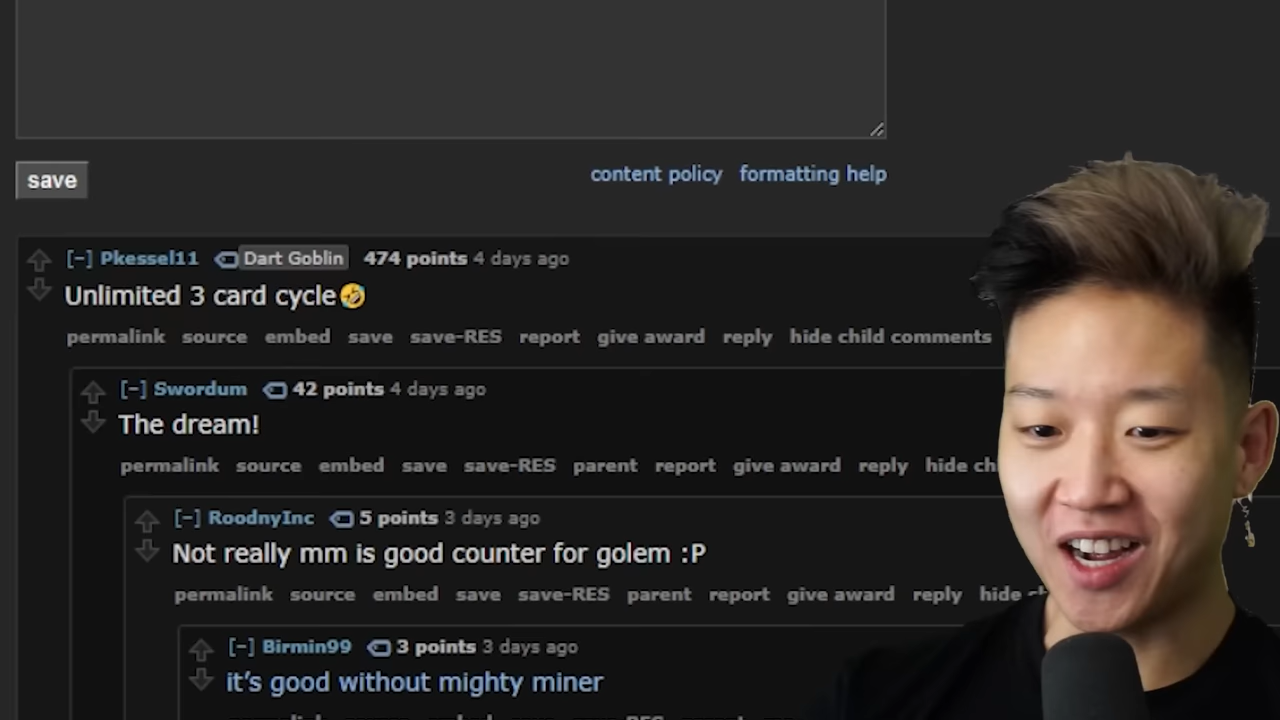 save
content policy formatting help
[-] Pkessel11 Dart Goblin 474 points 4 days ago
Unlimited 3 card cycle🤣
permalink source embed save save-RES report give award reply hide child comments
[-] Swordum 42 points 4 days ago
The dream!
permalink source embed save save-RES parent report give award reply hide
[-] RoodnyInc 5 points 3 days ago
Not really mm is good counter for golem :P
permalink source embed save save-RES parent report give award reply hide
[-] Birmin99 3 points 3 days ago
it’s good without mighty miner